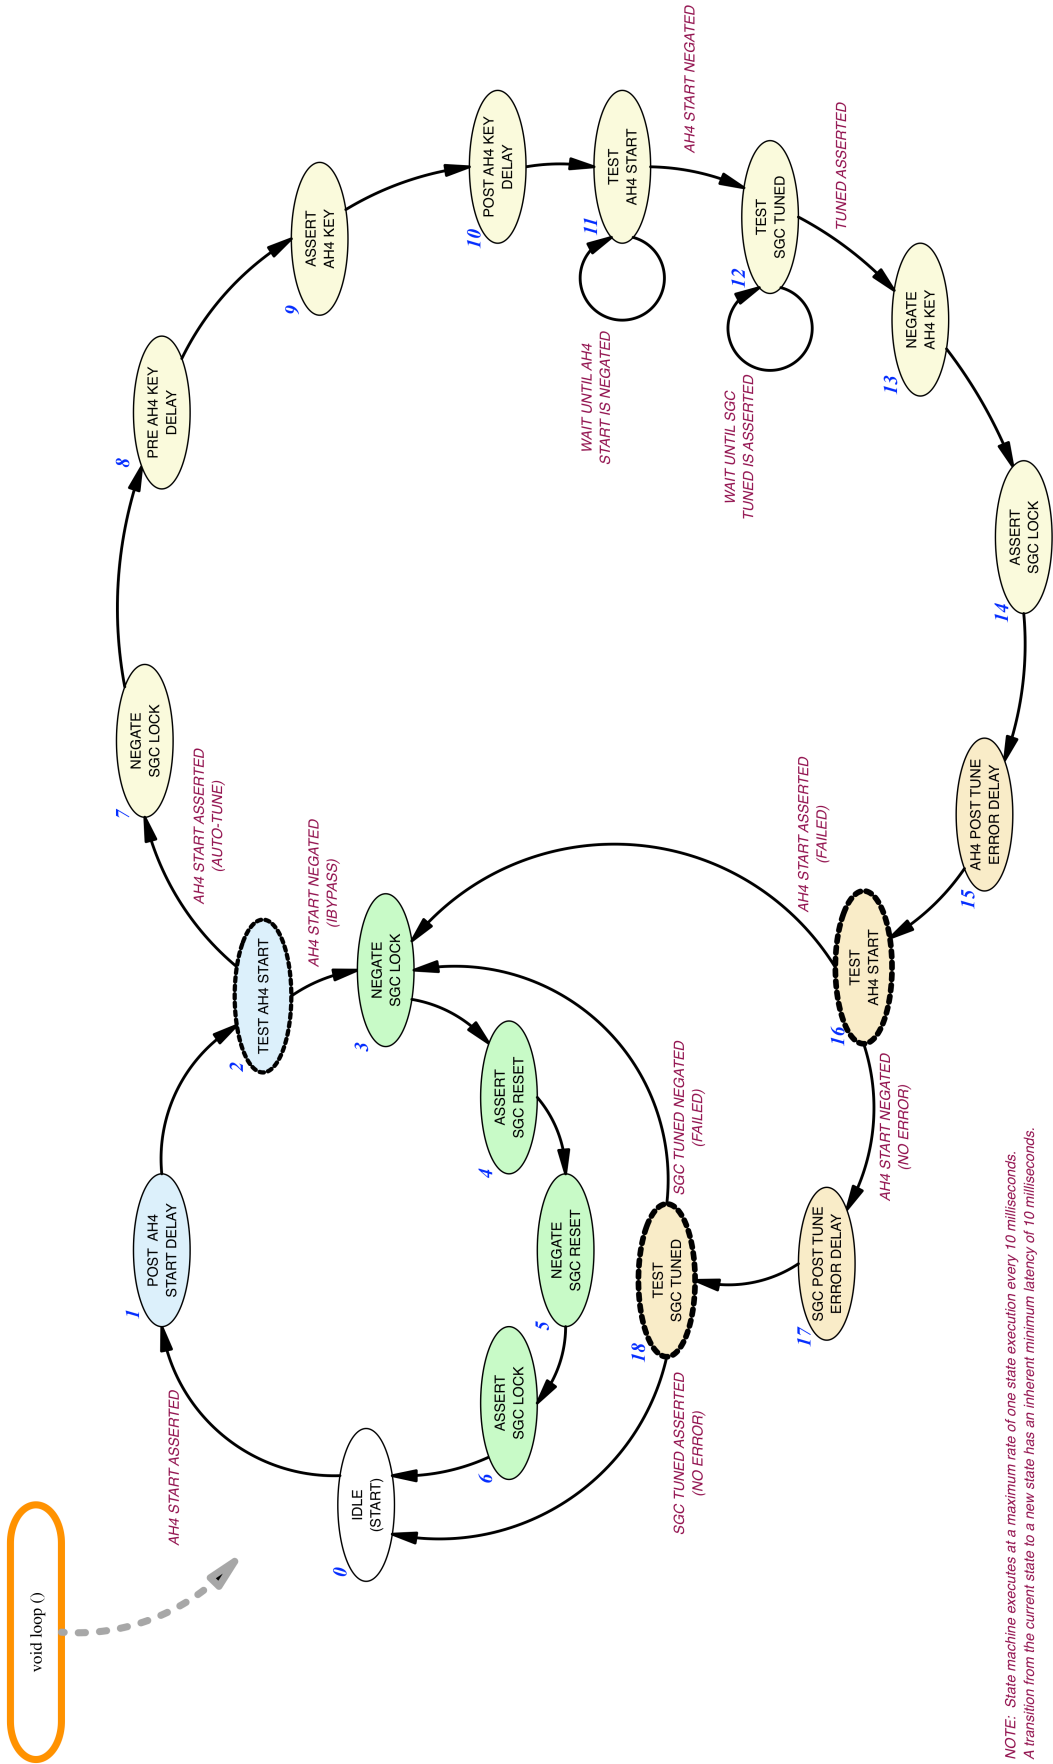 void loop ()
0
IDLE
(START)
AH4 START ASSERTED
1
POST AH4
START DELAY
2
TEST AH4 START
AH4 START ASSERTED
(AUTO-TUNE)
AH4 START NEGATED
(IBYPASS)
3
NEGATE
SGC LOCK
4
ASSERT
SGC RESET
5
NEGATE
SGC RESET
6
ASSERT
SGC LOCK
7
NEGATE
SGC LOCK
8
PRE AH4 KEY
DELAY
9
ASSERT
AH4 KEY
10
POST AH4 KEY
DELAY
11
TEST
AH4 START
WAIT UNTIL AH4
START IS NEGATED
AH4 START NEGATED
12
TEST
SGC TUNED
WAIT UNTIL SGC
TUNED IS ASSERTED
TUNED ASSERTED
13
NEGATE
AH4 KEY
14
ASSERT
SGC LOCK
15
AH4 POST TUNE
ERROR DELAY
16
TEST
AH4 START
AH4 START ASSERTED
(FAILED)
AH4 START NEGATED
(NO ERROR)
17
SGC POST TUNE
ERROR DELAY
18
TEST
SGC TUNED
SGC TUNED NEGATED
(FAILED)
SGC TUNED ASSERTED
(NO ERROR)
NOTE: State machine executes at a maximum rate of one state execution every 10 milliseconds.
A transition from the current state to a new state has an inherent minimum latency of 10 milliseconds.